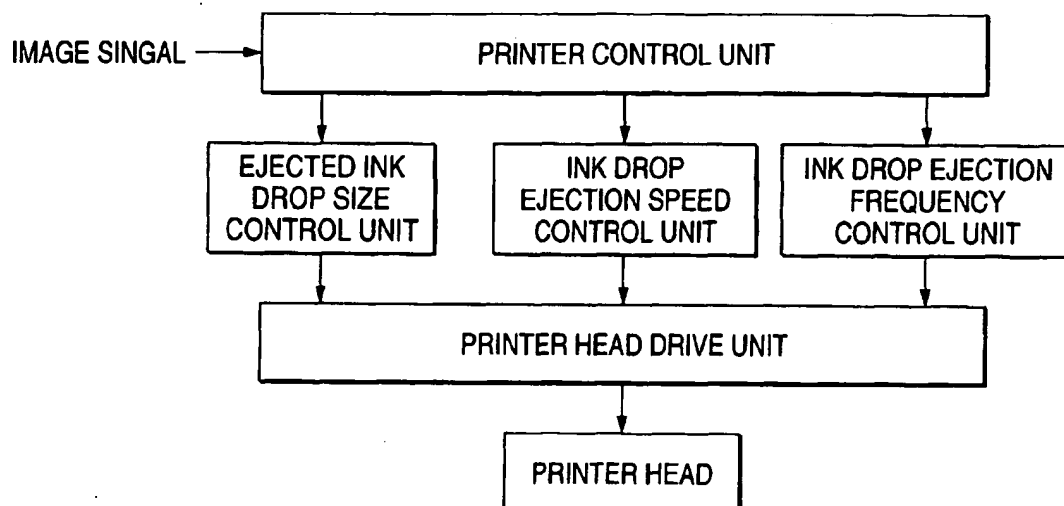 IMAGE SINGAL
PRINTER CONTROL UNIT
EJECTED INK
DROP SIZE
CONTROL UNIT
INK DROP
EJECTION SPEED
CONTROL UNIT
INK DROP EJECTION
FREQUENCY
CONTROL UNIT
PRINTER HEAD DRIVE UNIT
PRINTER HEAD